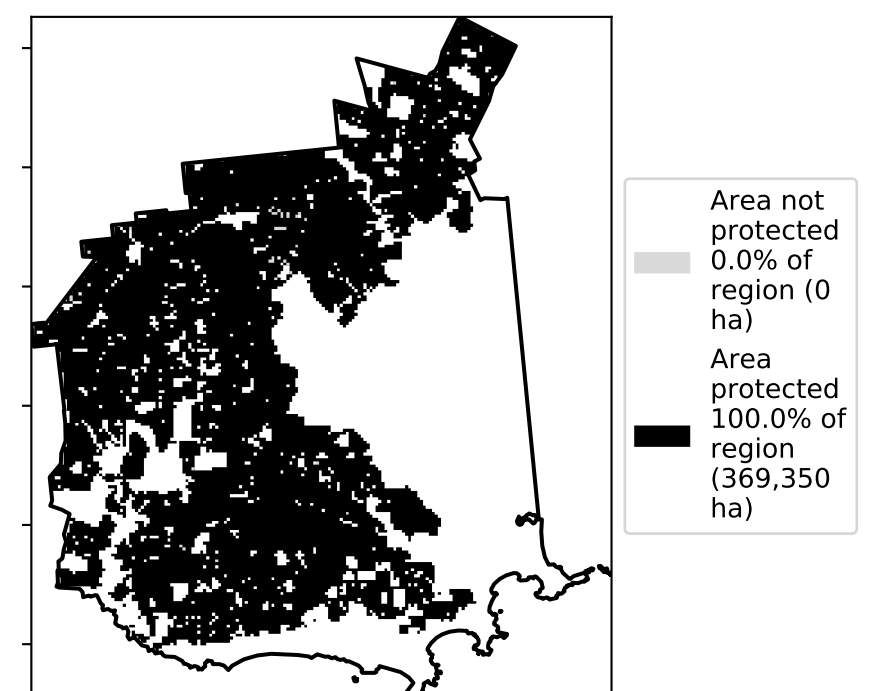 Area not
protected
0.0% of
region (0
ha)
Area
protected
100.0% of
region
(369,350
ha)